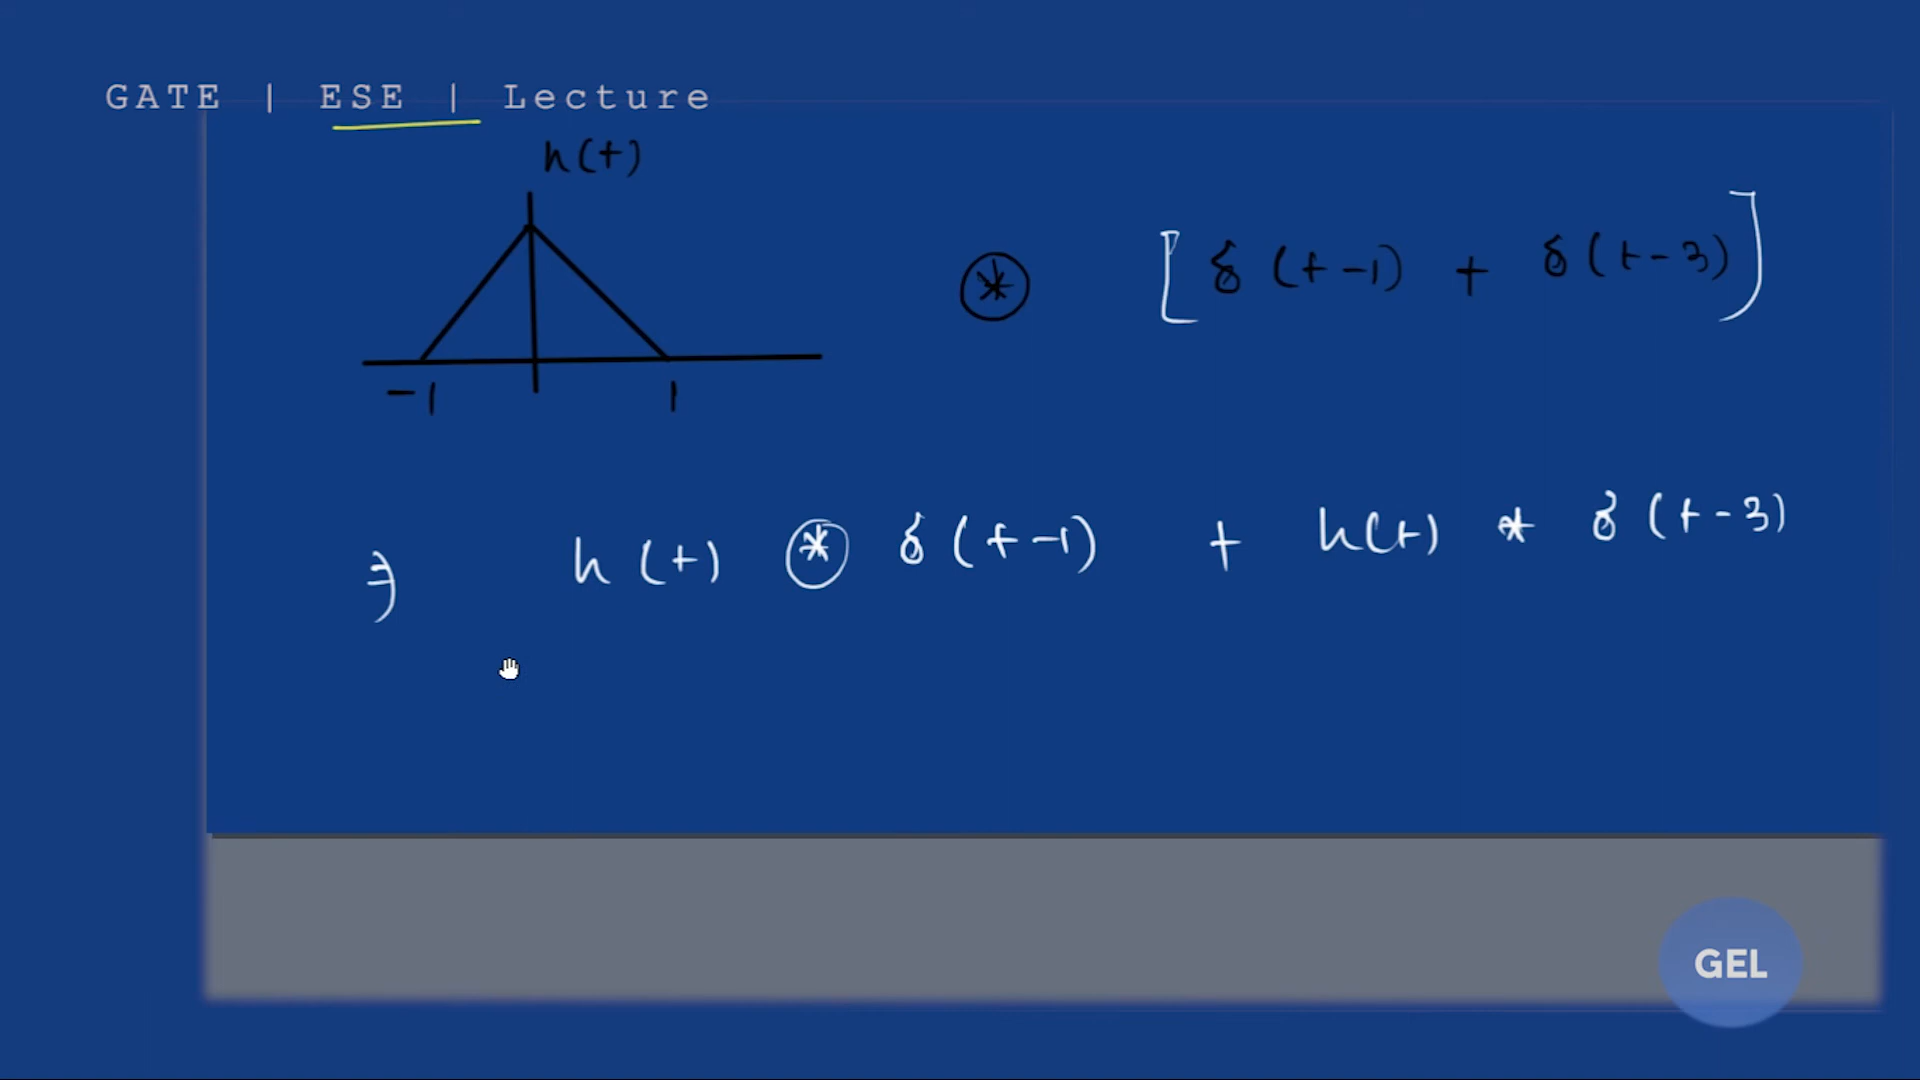 GATE | ESE | Lecture
h(t)
⊛ [δ(t-1) + δ(t-3)]
-1 1
⇒ h(t) ⊛ δ(t-1) + h(t) * δ(t-3)
GEL